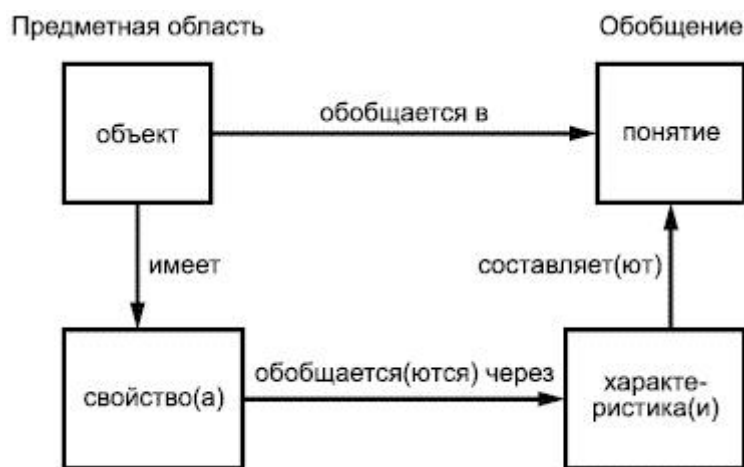 Предметная область
Обобщение
объект
обобщается в
понятие
имеет
составляет(ют)
свойство(а)
обобщается(ются) через
характе-
ристика(и)